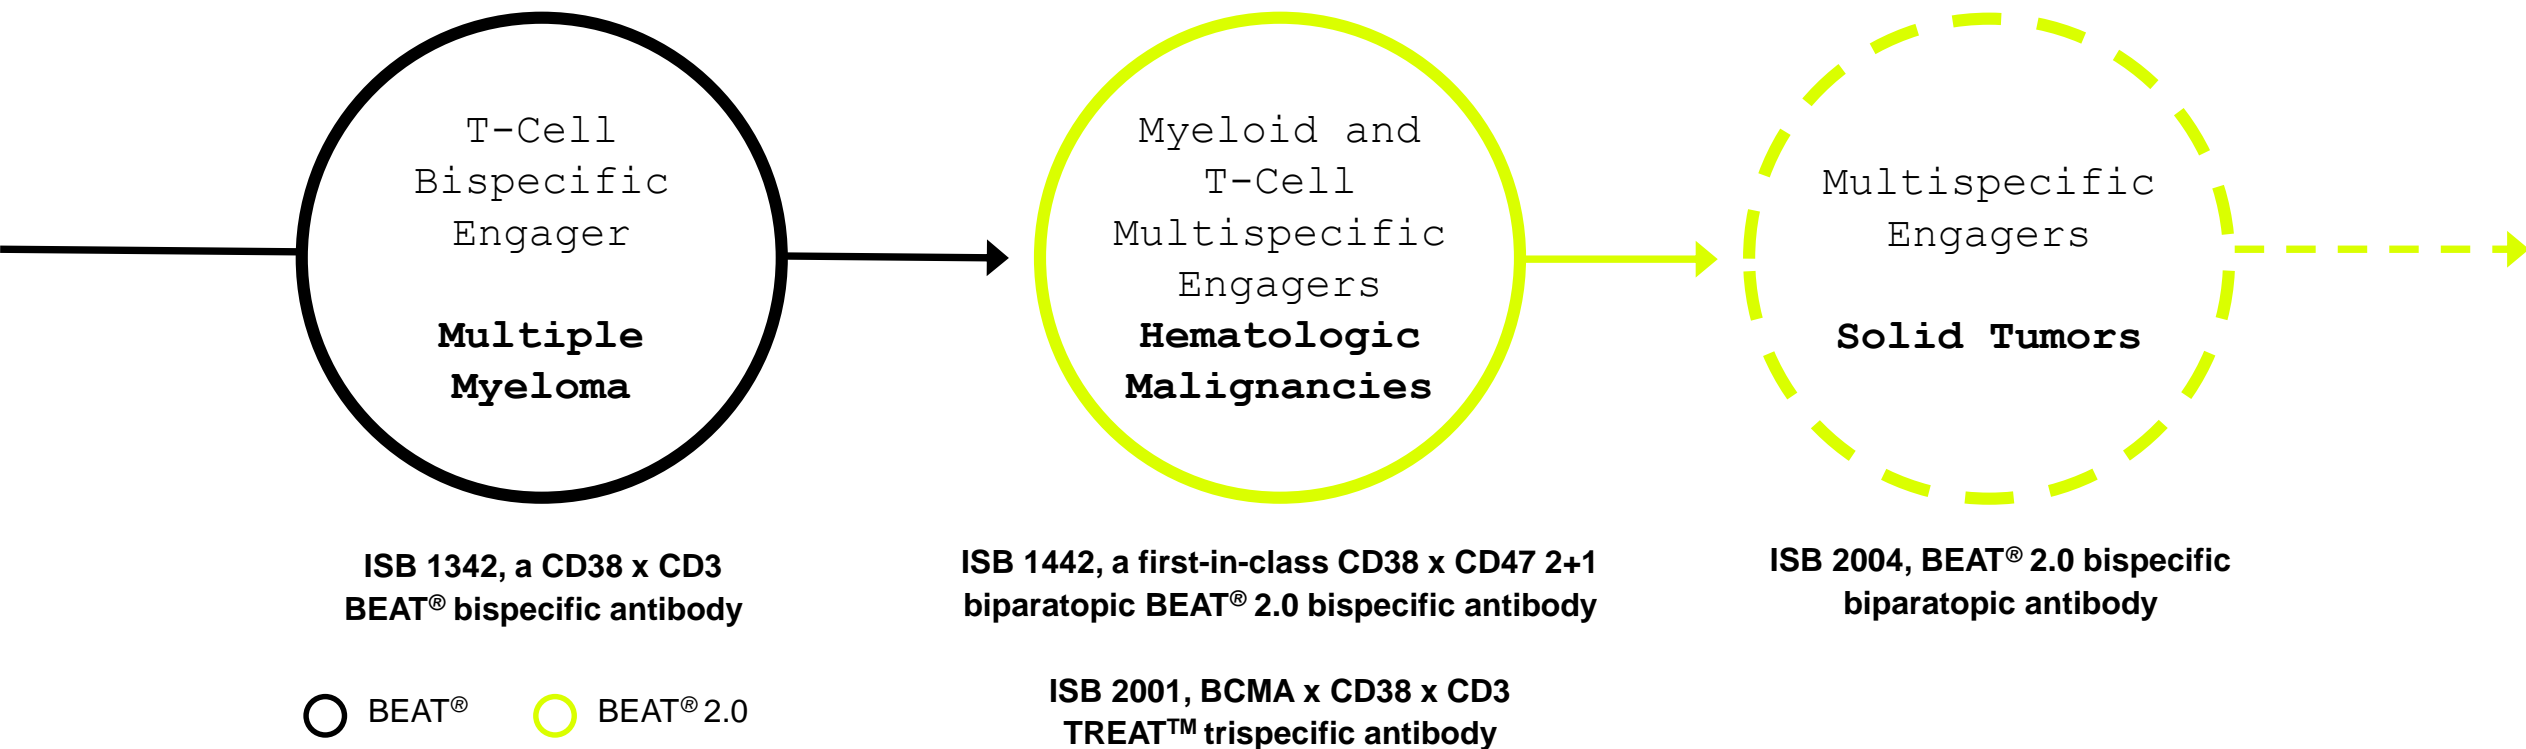 T-Cell
Bispecific
Engager
Multiple
Myeloma
Myeloid and
T-Cell
Multispecific
Engagers
Hematologic
Malignancies
Multispecific
Engagers
Solid Tumors
ISB 1342, a CD38 x CD3
BEAT® bispecific antibody
ISB 1442, a first-in-class CD38 x CD47 2+1
biparatopic BEAT® 2.0 bispecific antibody
ISB 2004, BEAT® 2.0 bispecific
biparatopic antibody
ISB 2001, BCMA x CD38 x CD3
TREAT™ trispecific antibody
BEAT®
BEAT® 2.0